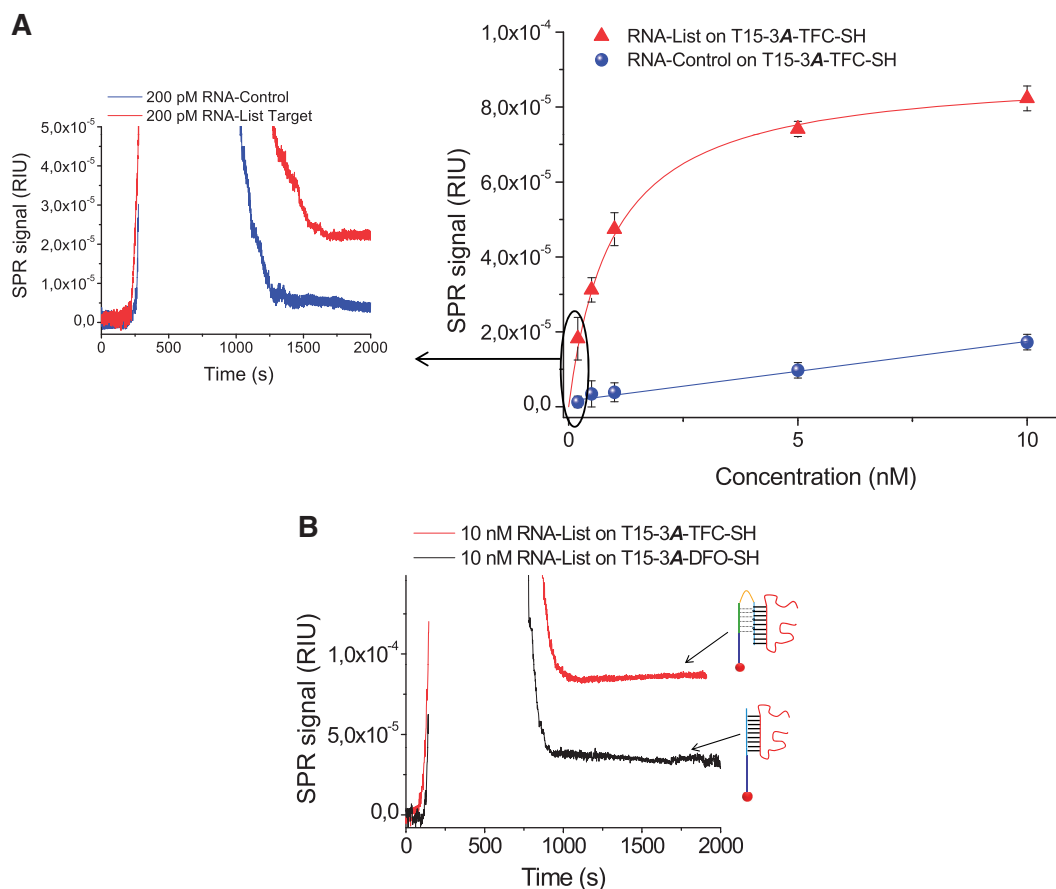 A
200 pM RNA-Control
200 pM RNA-List Target
5,0x10⁻⁵
4,0x10⁻⁵
3,0x10⁻⁵
2,0x10⁻⁵
1,0x10⁻⁵
0,0
SPR signal (RIU)
0 500 1000 1500 2000
Time (s)
RNA-List on T15-3A-TFC-SH
RNA-Control on T15-3A-TFC-SH
1,0x10⁻⁴
8,0x10⁻⁵
6,0x10⁻⁵
4,0x10⁻⁵
2,0x10⁻⁵
0,0
SPR signal (RIU)
0 5 10
Concentration (nM)
B
10 nM RNA-List on T15-3A-TFC-SH
10 nM RNA-List on T15-3A-DFO-SH
1,0x10⁻⁴
5,0x10⁻⁵
0,0
SPR signal (RIU)
0 500 1000 1500 2000
Time (s)